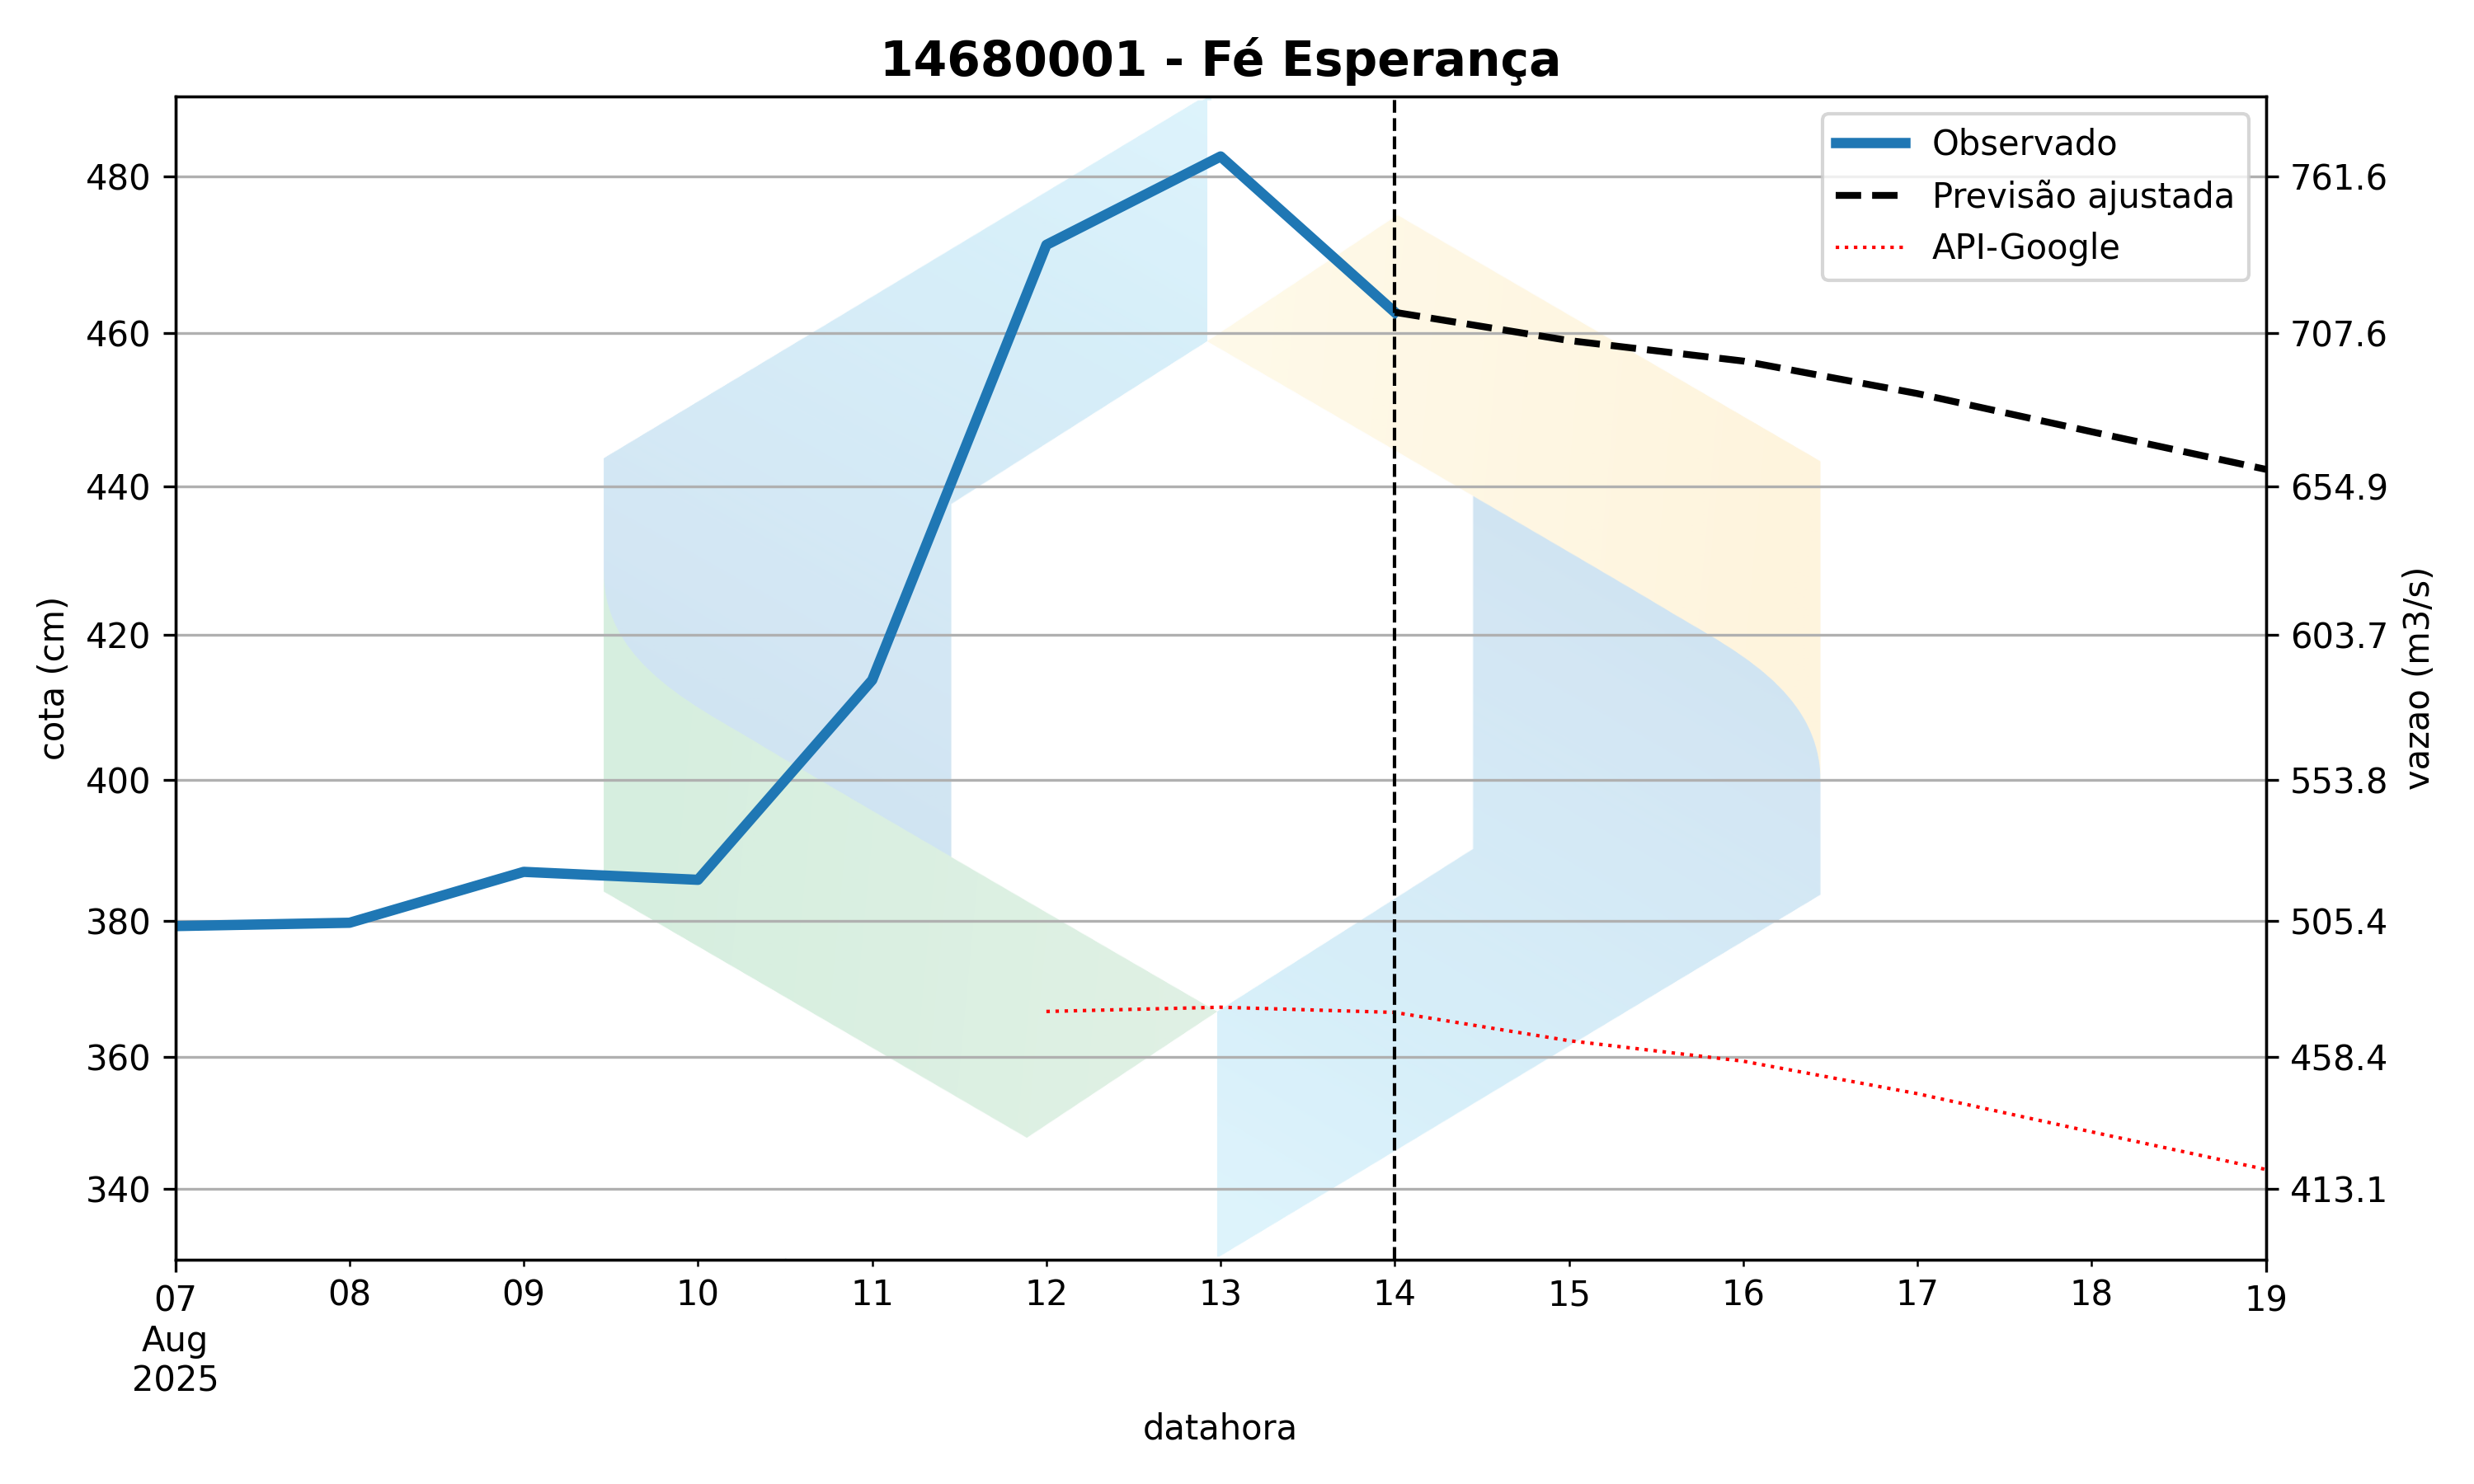 14680001 - Fé Esperança
Observado
Previsão ajustada
API-Google
480
460
440
420
400
380
360
340
cota (cm)
761.6
707.6
654.9
603.7
553.8
505.4
458.4
413.1
vazao (m3/s)
07 08 09 10 11 12 13 14 15 16 17 18 19
Aug
2025
datahora